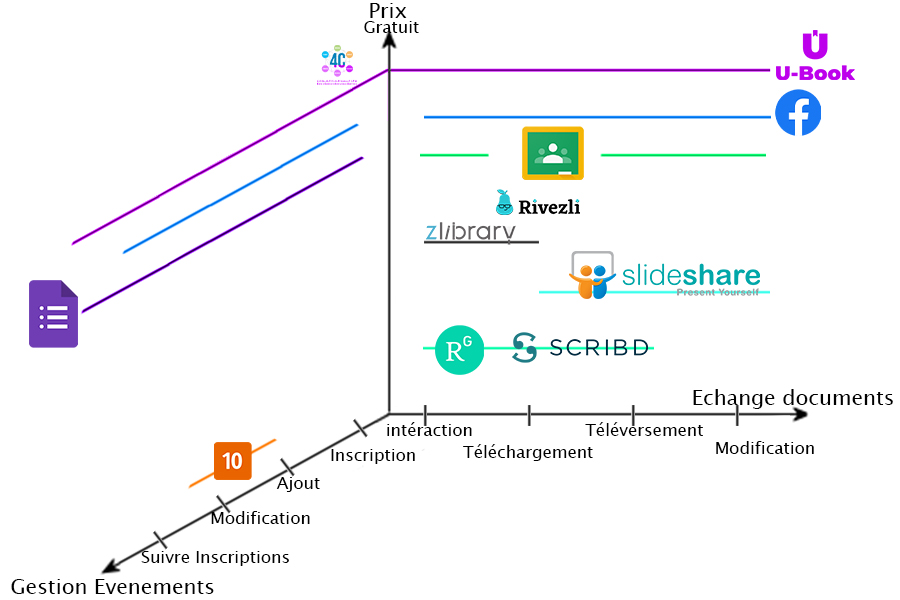 Prix
Gratuit
4C
U-Book
Rivezli
zlibrary
slideshare
Present Yourself
RG
SCRIBD
Echange documents
intéraction
Téléchargement
Téléversement
Modification
10
Inscription
Ajout
Modification
Suivre Inscriptions
Gestion Evenements